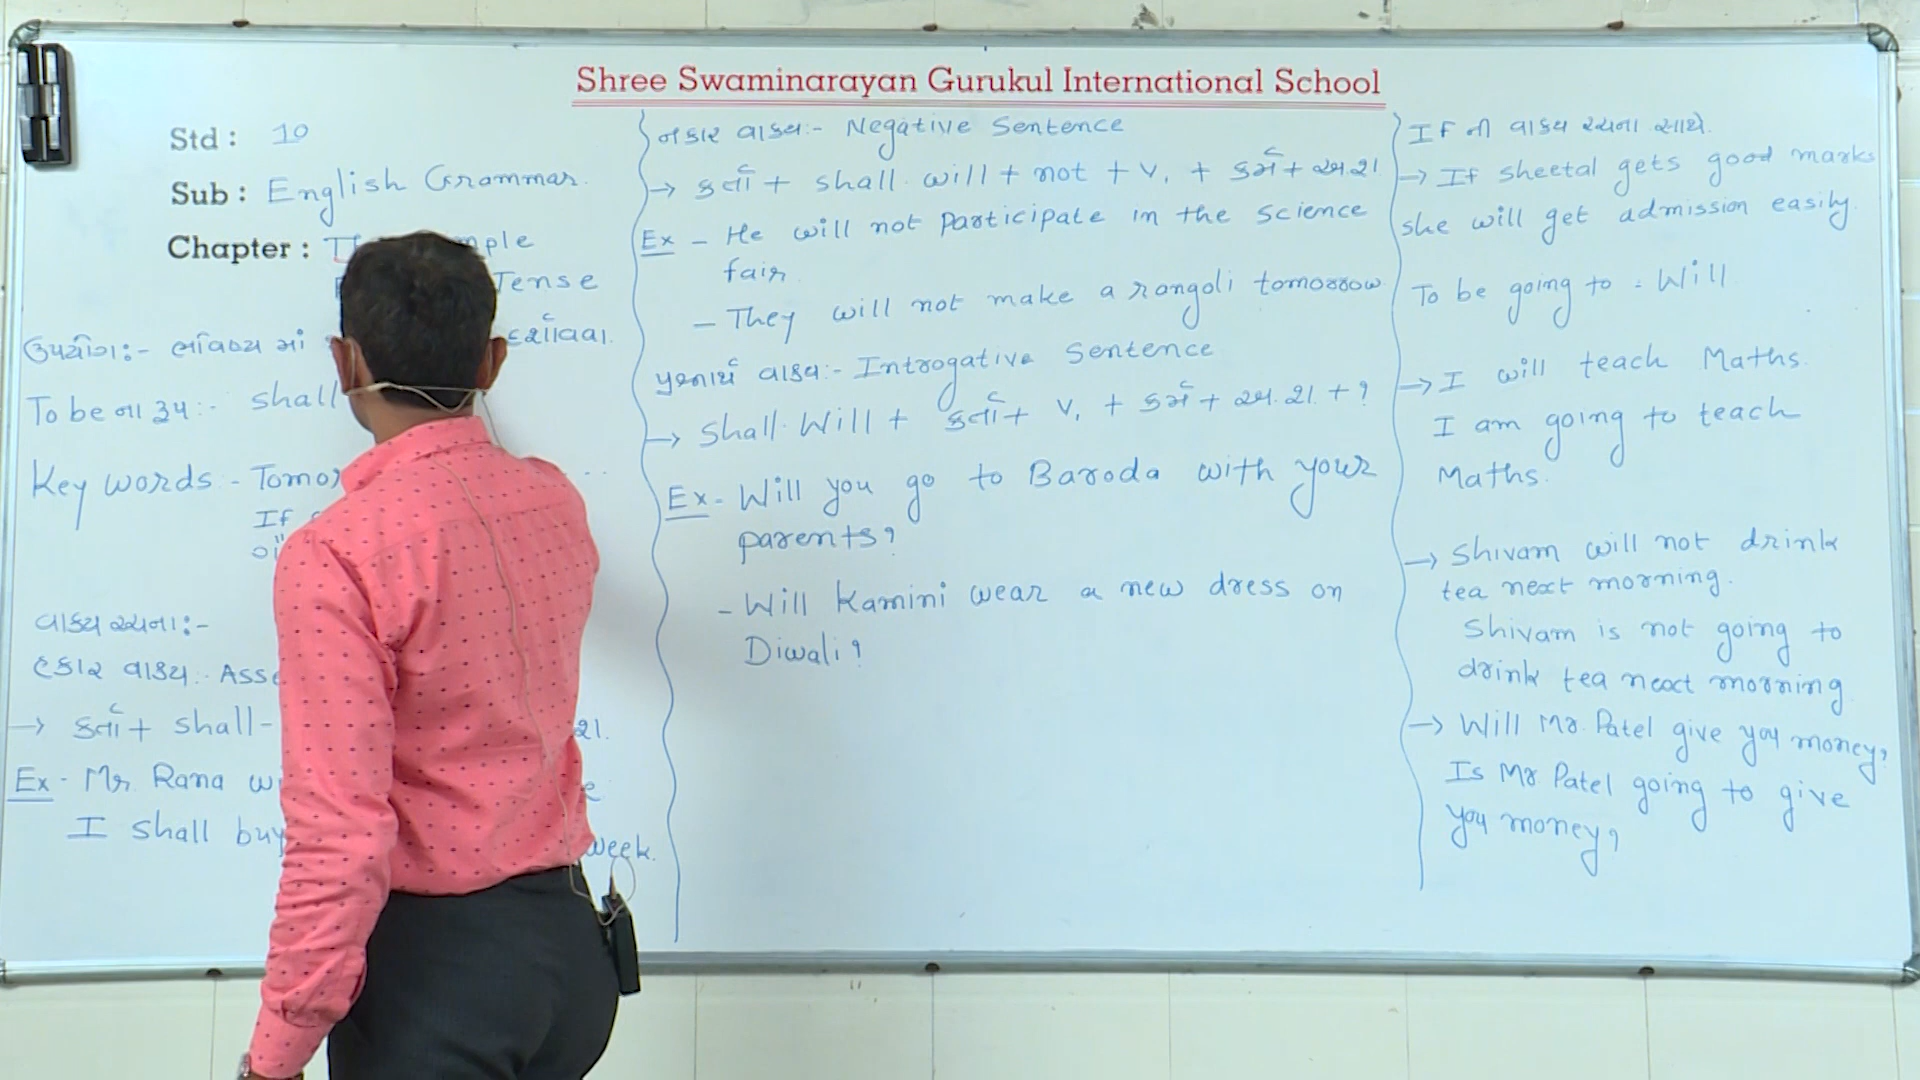 Shree Swaminarayan Gurukul International School
Std : 10
Sub : English Grammar.
Chapter :
Tense
ઉપયોગ:- ભવિષ્ય માં દર્શાવવા.
To be ના રૂપ:- shall
Key words:-
If
વાક્ય રચના:-
હકાર વાક્ય:-
→ કર્તા + shall-
Ex - Mr. Rana
I shall buy week.
નકાર વાક્ય:- Negative Sentence
→ કર્તા + shall. will + not + V₁ + કર્મ + અ.શ.
Ex - He will not participate in the science
fair.
- They will not make a rangoli tomorrow
પ્રશ્નાર્થ વાક્ય:- Introgative Sentence
→ Shall. Will + કર્તા + V₁ + કર્મ + અ.શ. + ?
Ex - Will you go to Baroda with your
parents?
- Will Kamini wear a new dress on
Diwali?
If ની વાક્ય રચના સાથે.
→ If sheetal gets good marks
she will get admission easily.
To be going to = Will
→ I will teach Maths.
I am going to teach
Maths.
→ Shivam will not drink
tea next morning.
Shivam is not going to
drink tea next morning.
→ Will Mr. Patel give you money?
Is Mr Patel going to give
you money?